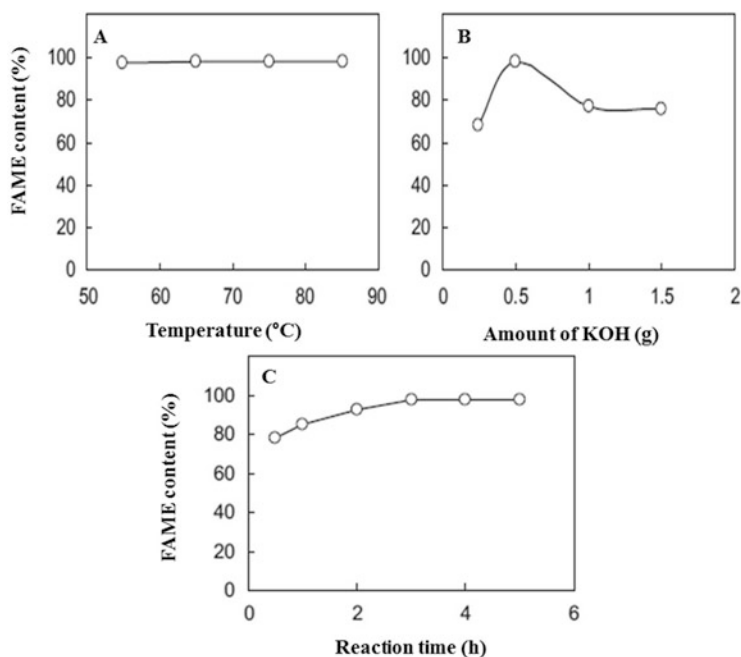 A
FAME content (%)
100
80
60
40
20
0
50 60 70 80 90
Temperature (°C)
B
100
80
60
40
20
0
0 0.5 1 1.5 2
Amount of KOH (g)
C
FAME content (%)
100
80
60
40
20
0
0 2 4 6
Reaction time (h)